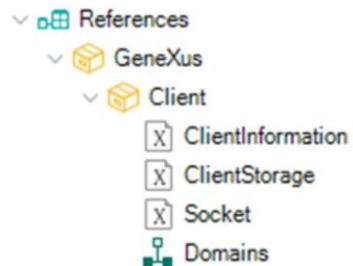 References
GeneXus
Client
ClientInformation
ClientStorage
Socket
Domains